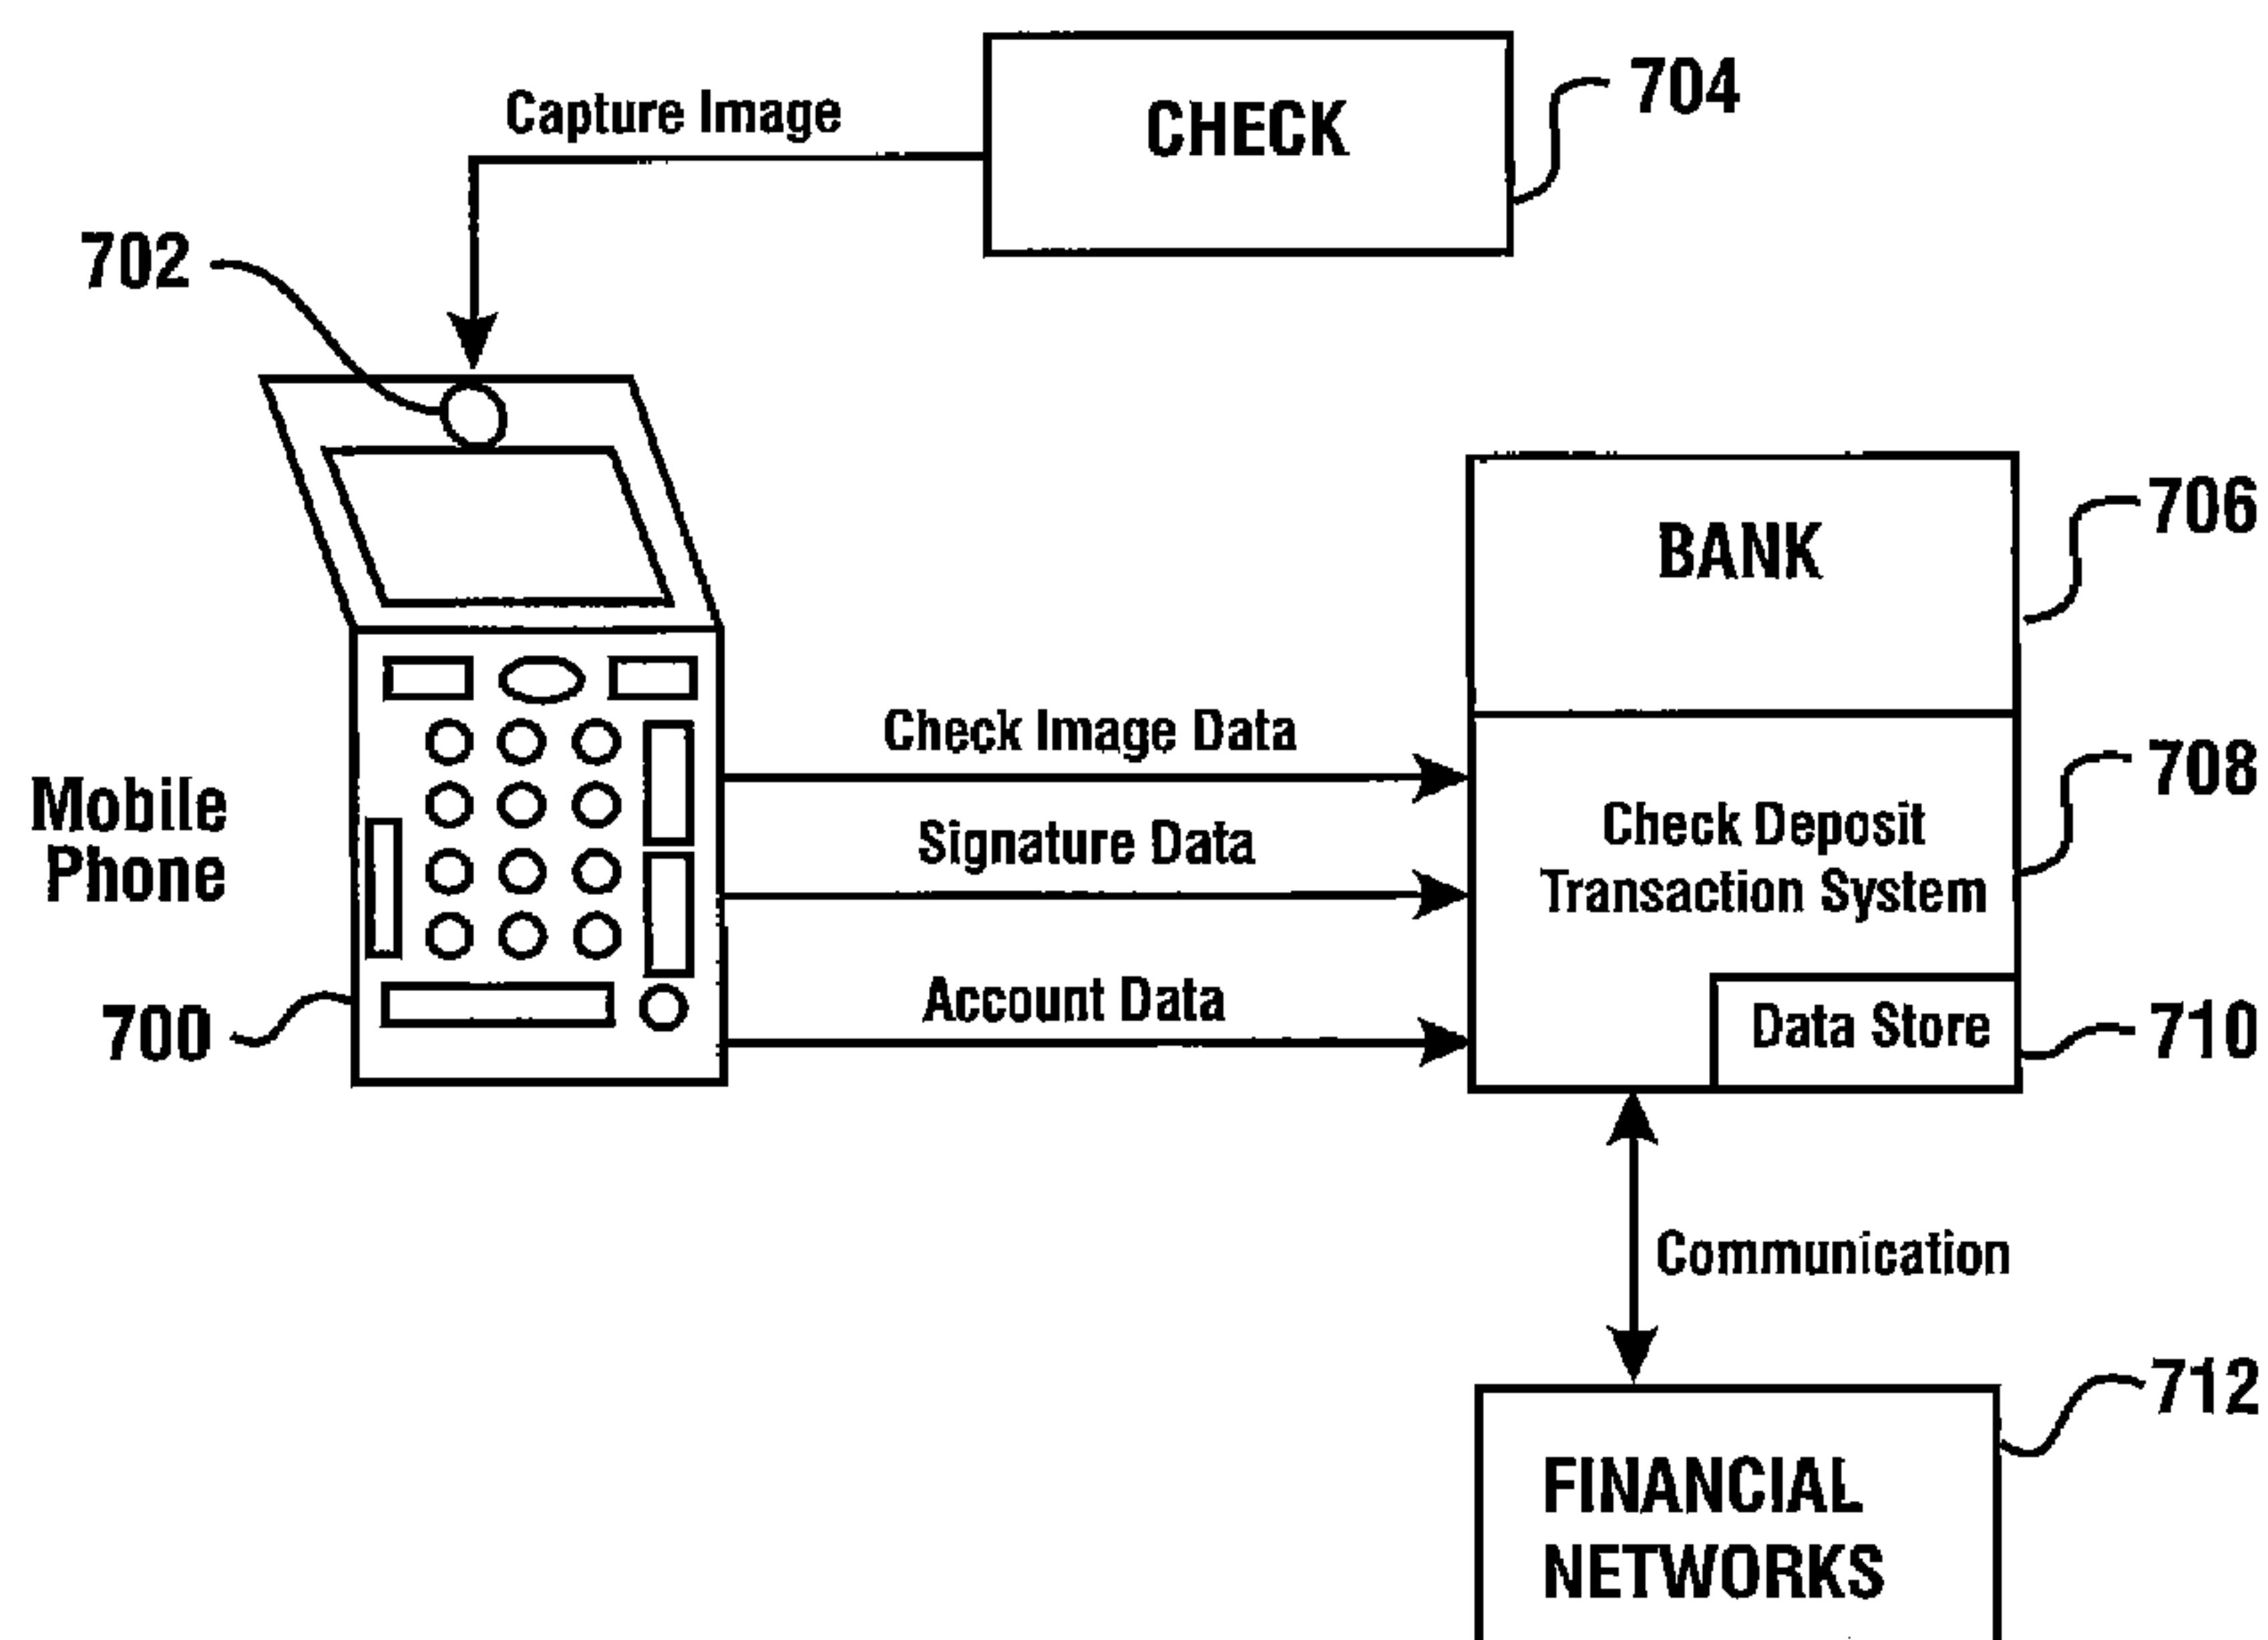 704
Capture Image
CHECK
702
706
BANK
Check Image Data
708
Mobile
Phone
Signature Data
Check Deposit
Transaction System
Account Data
700
Data Store
710
Communication
712
FINANCIAL
NETWORKS